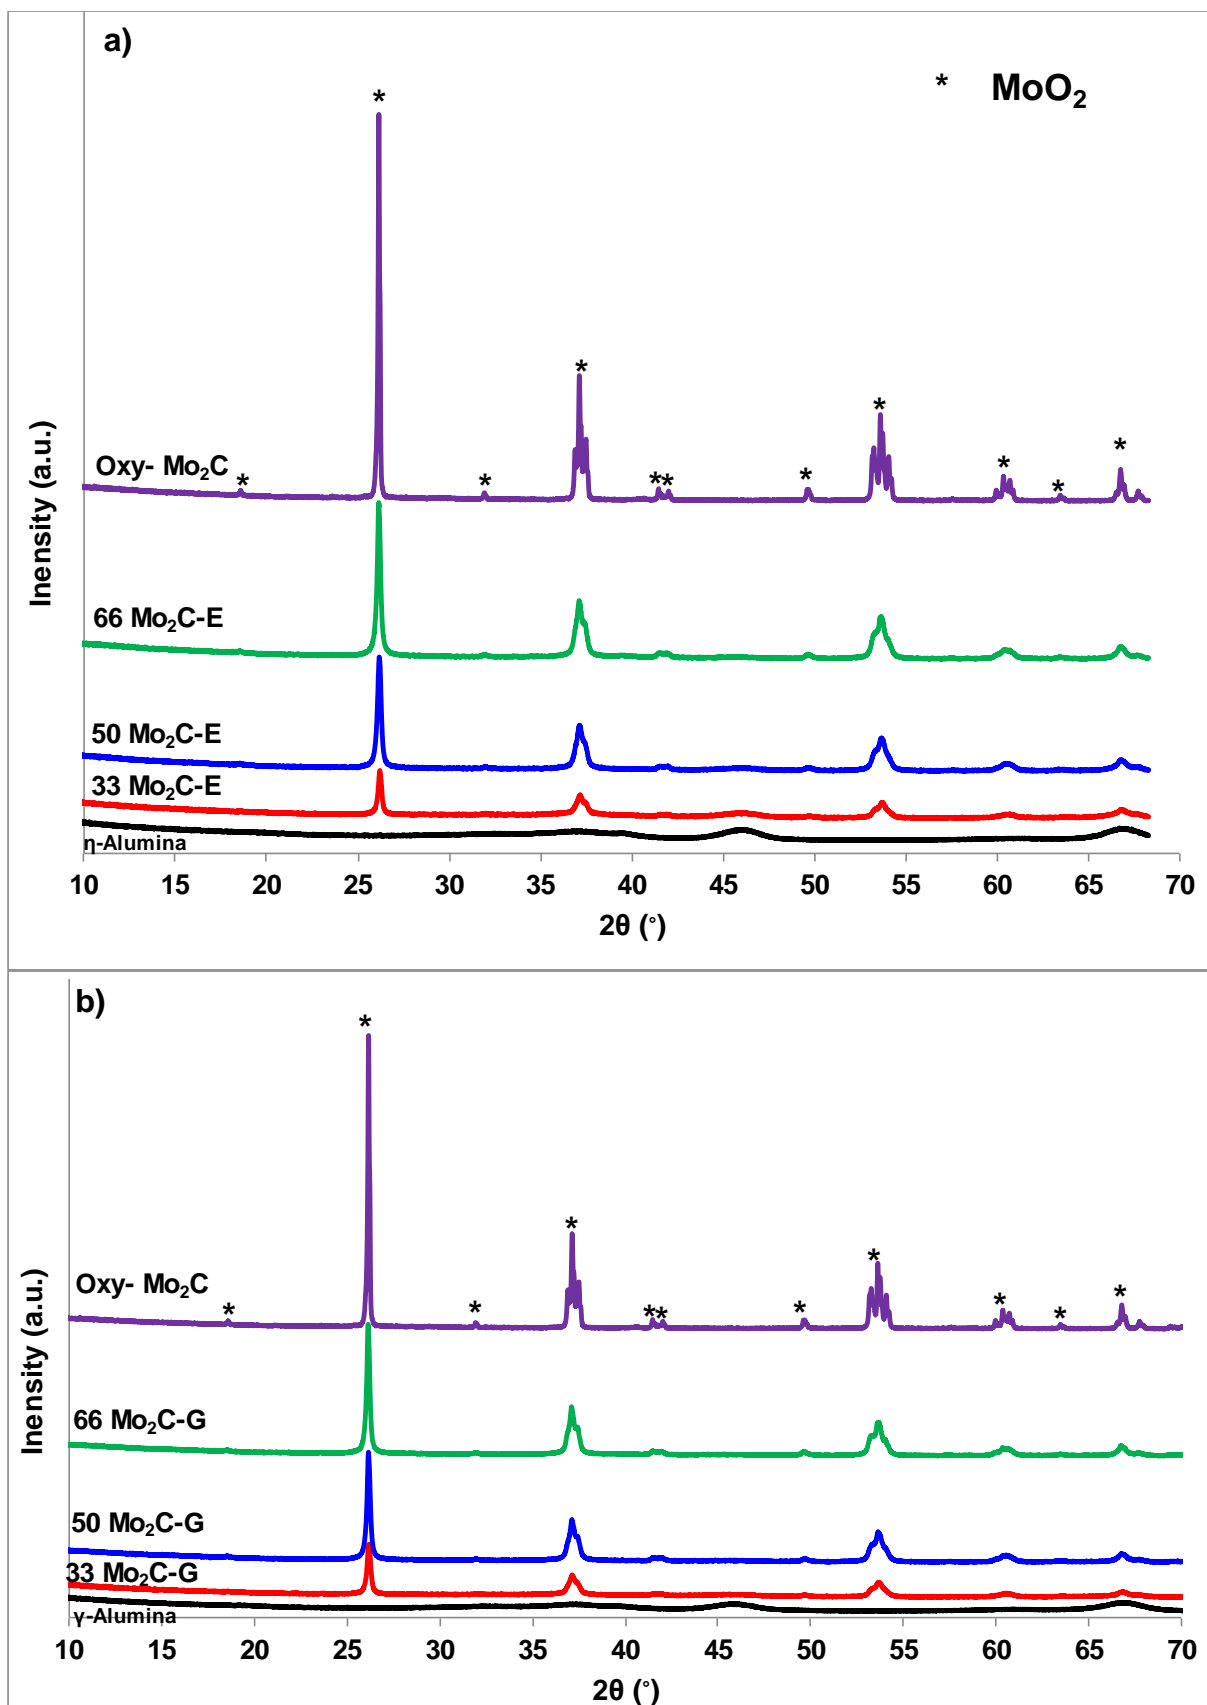 a)
*
* MoO₂
*
*
Oxy- Mo₂C
* * * * * * * *
66 Mo₂C-E
50 Mo₂C-E
33 Mo₂C-E
η-Alumina
Inensity (a.u.)
10 15 20 25 30 35 40 45 50 55 60 65 70
2θ (°)
b)
*
*
*
Oxy- Mo₂C
* * * * * * * *
66 Mo₂C-G
50 Mo₂C-G
33 Mo₂C-G
γ-Alumina
Inensity (a.u.)
10 15 20 25 30 35 40 45 50 55 60 65 70
2θ (°)